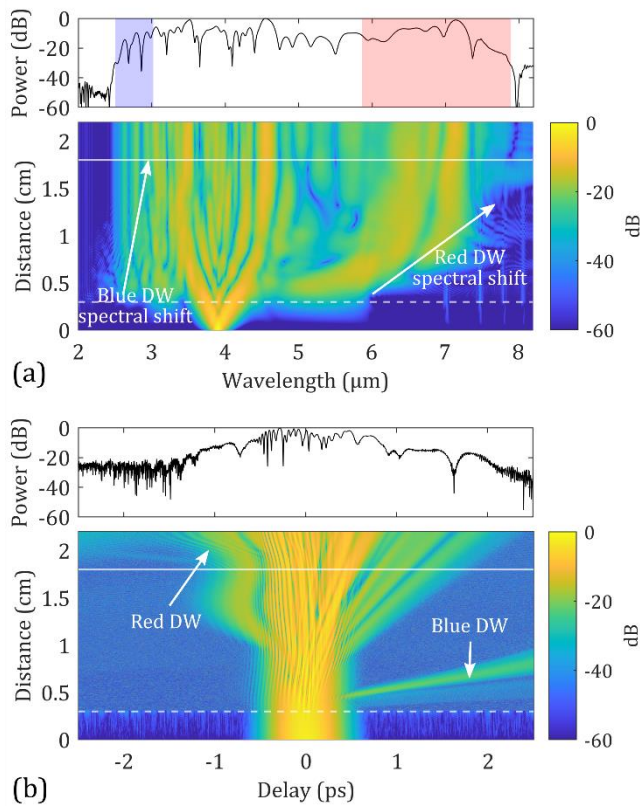 Power (dB)
0
-20
-40
-60
Distance (cm)
2
1.5
1
0.5
0
Blue DW
spectral shift
Red DW
spectral shift
0
-20
-40
-60
dB
2
3
4
5
6
7
8
Wavelength (μm)
(a)
Power (dB)
0
-20
-40
-60
Distance (cm)
2
1.5
1
0.5
0
Red DW
Blue DW
0
-20
-40
-60
dB
-2
-1
0
1
2
Delay (ps)
(b)